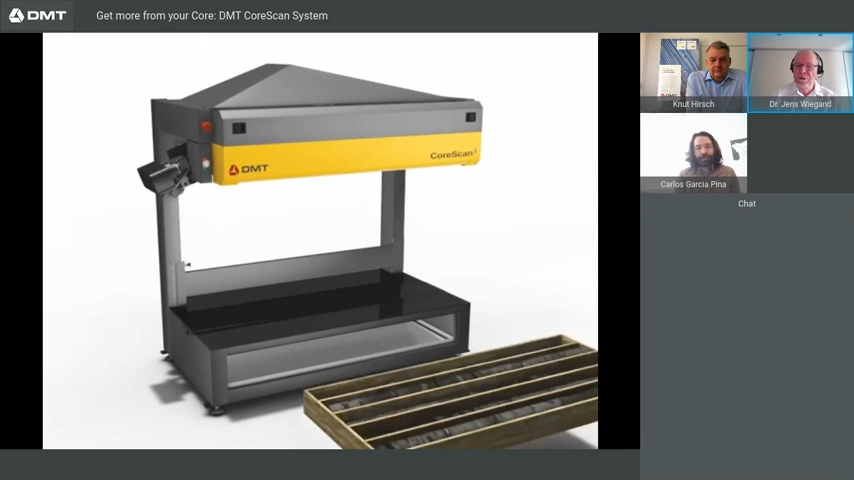 DMT
Get more from your Core: DMT CoreScan System
DMT
CoreScan
Knut Hirsch
Dr. Jens Wiegand
Carlos Garcia Pina
Chat